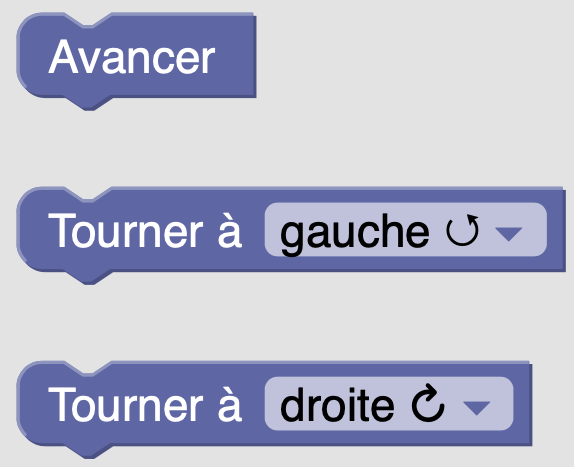 Avancer
Tourner à gauche ↺
Tourner à droite ↻